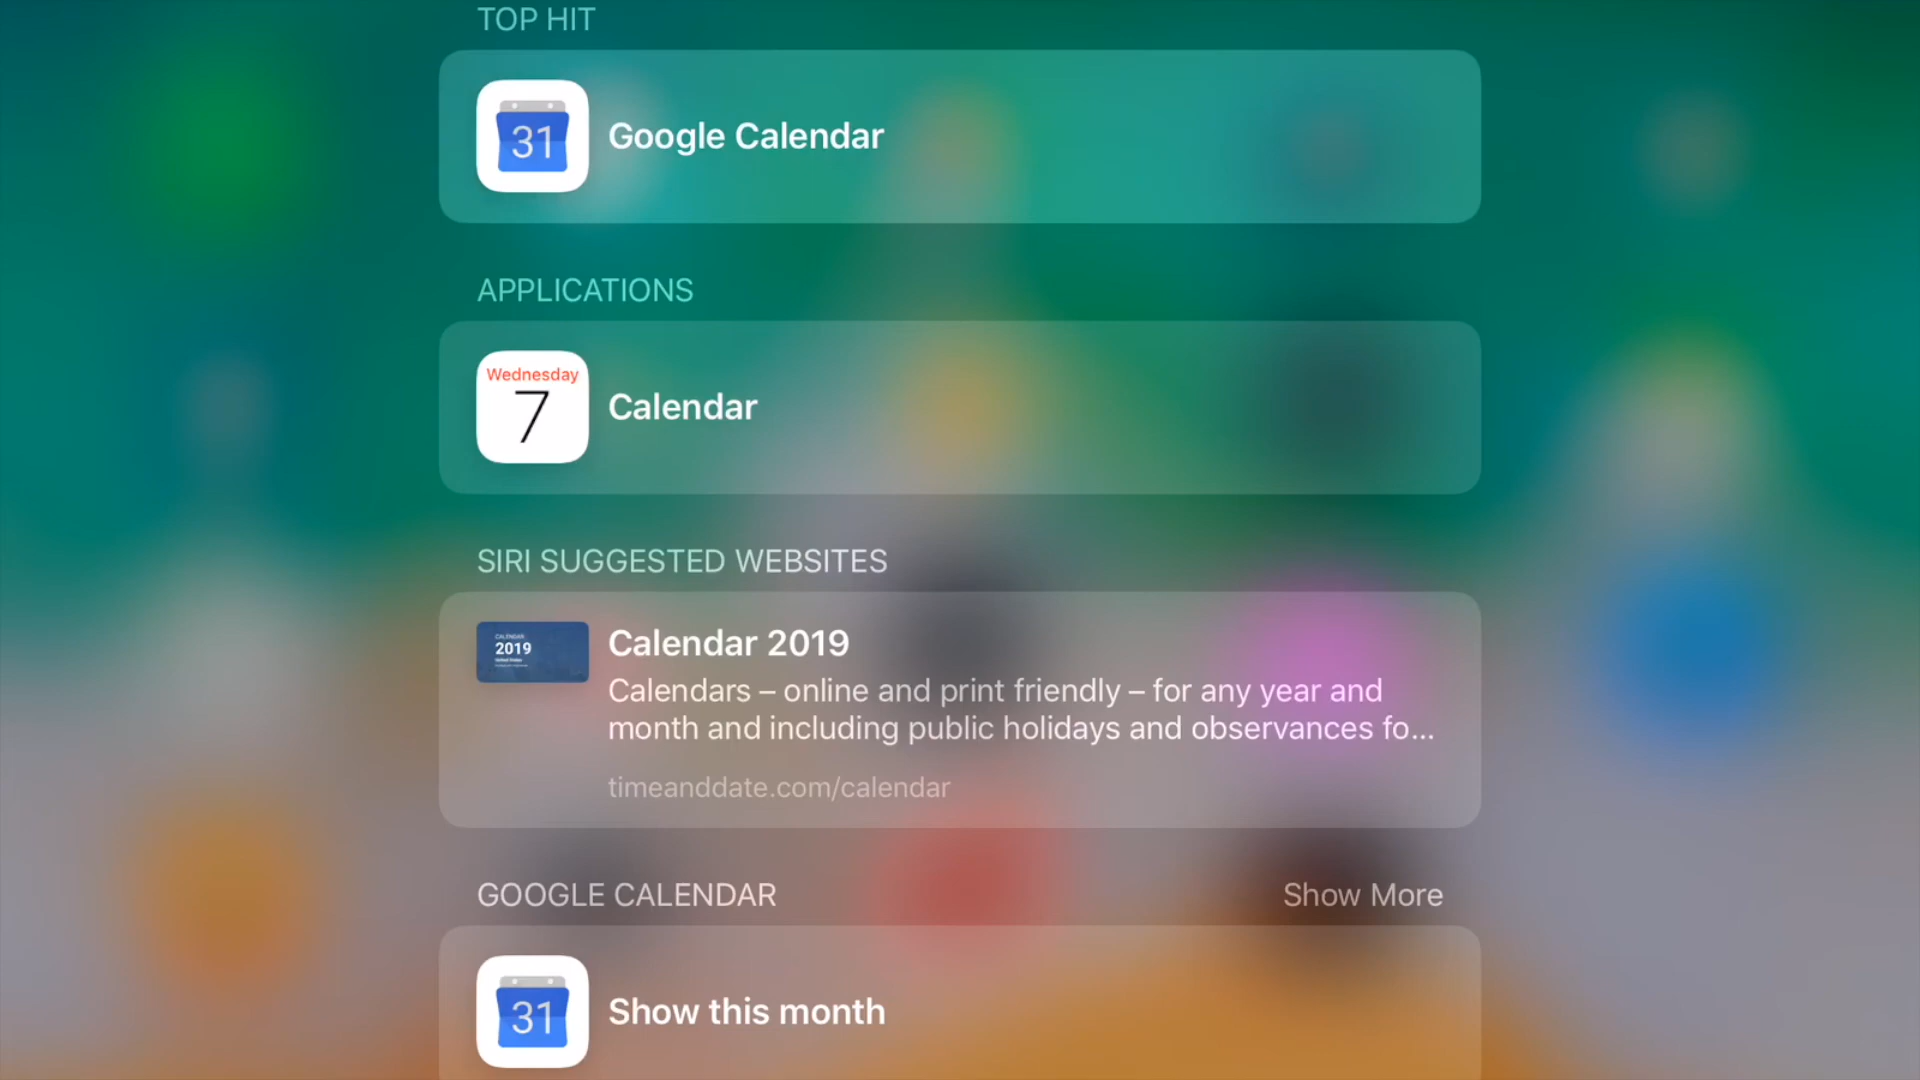 TOP HIT
31
Google Calendar
APPLICATIONS
Wednesday
7
Calendar
SIRI SUGGESTED WEBSITES
CALENDAR
2019
Calendar 2019
Calendars – online and print friendly – for any year and
month and including public holidays and observances fo...
timeanddate.com/calendar
GOOGLE CALENDAR
Show More
31
Show this month